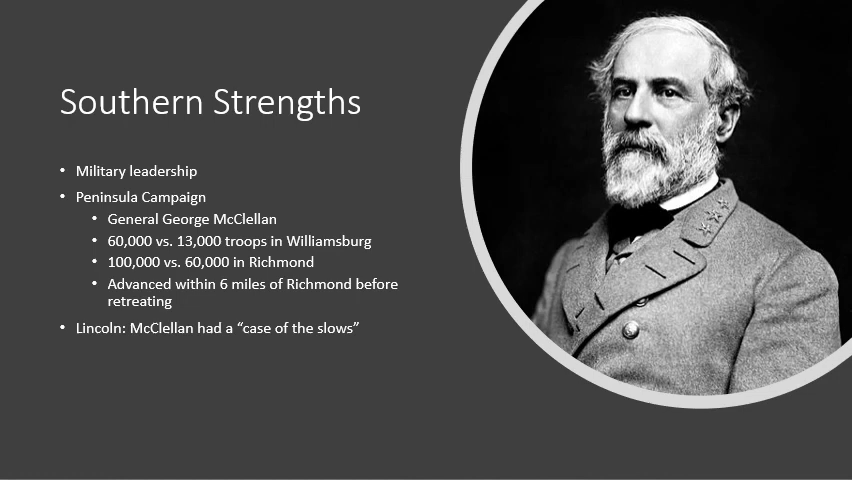 Southern Strengths
• Military leadership
• Peninsula Campaign
• General George McClellan
• 60,000 vs. 13,000 troops in Williamsburg
• 100,000 vs. 60,000 in Richmond
• Advanced within 6 miles of Richmond before
retreating
• Lincoln: McClellan had a “case of the slows”